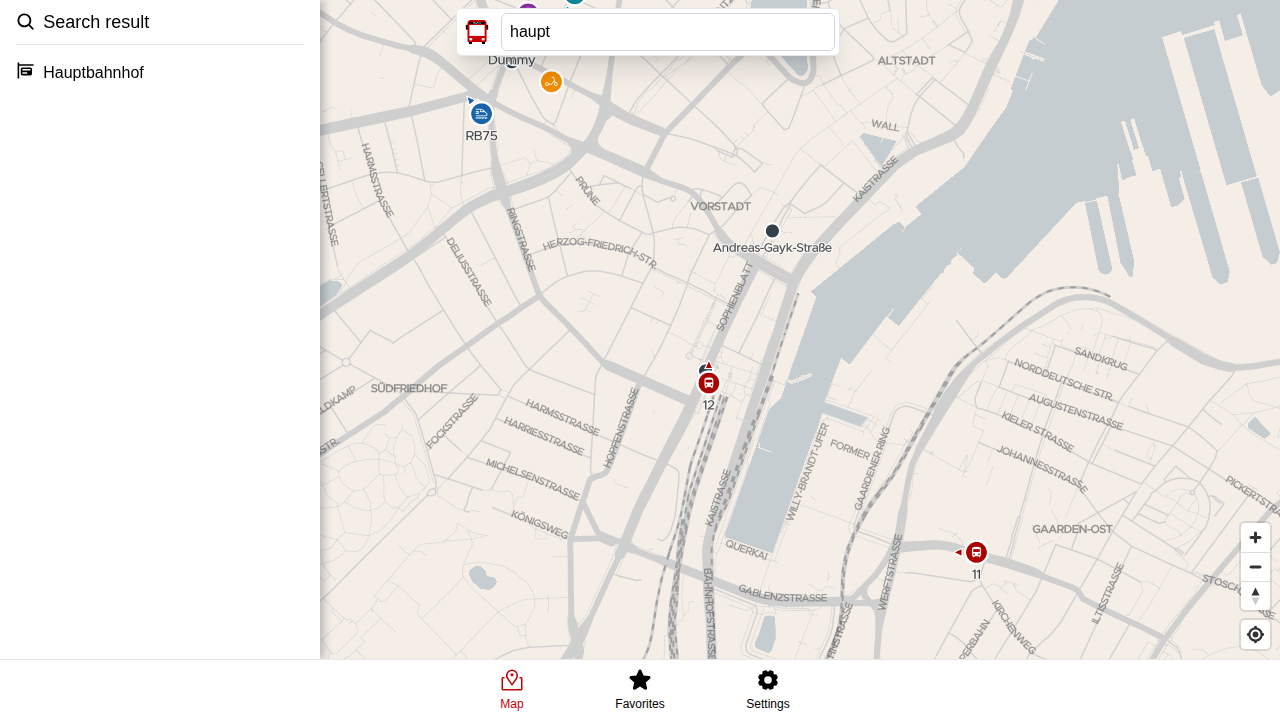 Search result
Hauptbahnhof
haupt
Dummy
RB75
ALTSTADT
WALL
KAISTRASSE
HARMSSTRASSE
PRÜNE
VORSTADT
Andreas-Gayk-Straße
RINGSTRASSE
HERZOG-FRIEDRICH-STR.
DELIUSSTRASSE
SOPHIENBLATT
12
SÜDFRIEDHOF
FOCKSTRASSE
HARMSSTRASSE
HARRIESSTRASSE
HOPFENSTRASSE
MICHELSENSTRASSE
KÖNIGSWEG
KAISTRASSE
WILLY-BRANDT-UFER
FORMER
GAARDENER RING
QUERKAI
BAHNHOFSTRASSE
GABLENZSTRASSE
WERFTSTRASSE
SANDKRUG
NORDDEUTSCHE STR.
AUGUSTENSTRASSE
KIELER STRASSE
JOHANNESSTRASSE
GAARDEN-OST
11
ILTISSTRASSE
KIRCHENWEG
Map
Favorites
Settings